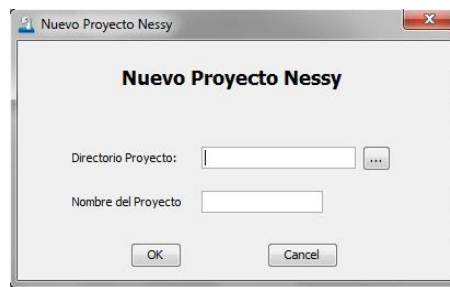 Nuevo Proyecto Nessy
Nuevo Proyecto Nessy
Directorio Proyecto:
...
Nombre del Proyecto
OK
Cancel